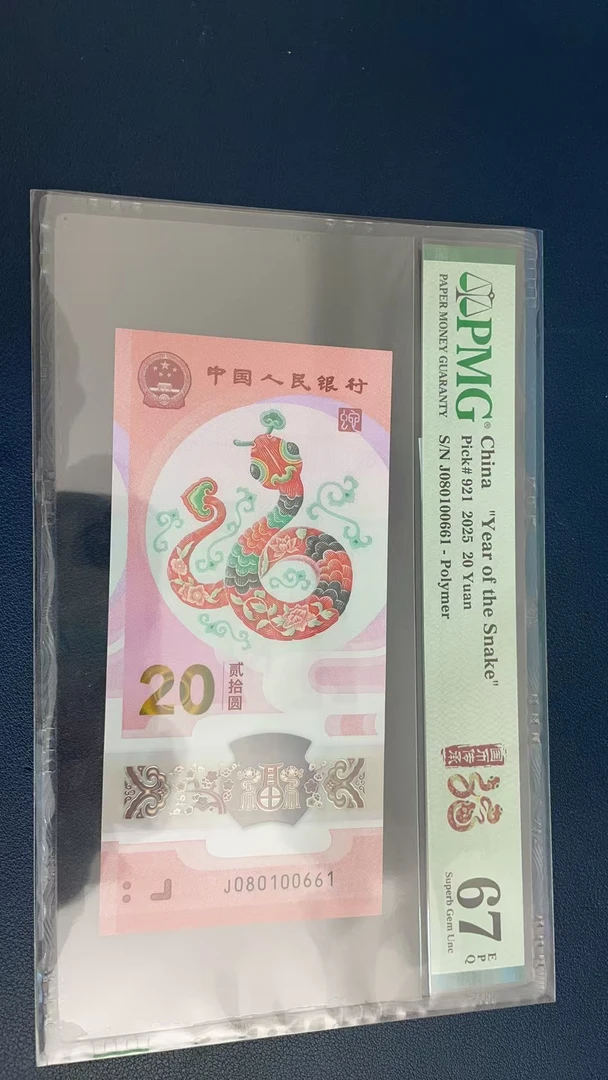 中国人民银行
蛇
20
贰拾圆
福
J080100661
PMG®
PAPER MONEY GUARANTY
China "Year of the Snake"
Pick# 921 2025 20 Yuan
S/N J080100661 - Polymer
67
EPQ
Superb Gem Unc